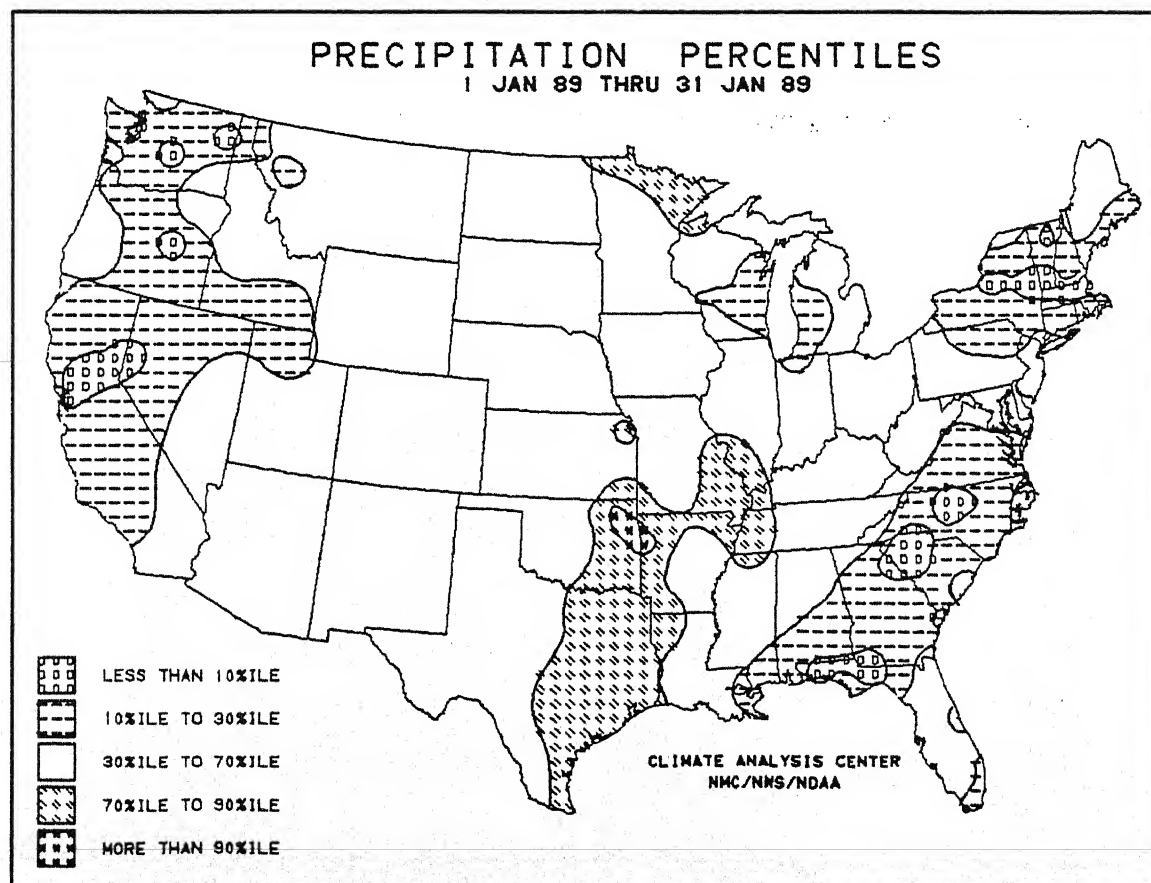 PRECIPITATION PERCENTILES
1 JAN 89 THRU 31 JAN 89
LESS THAN 10%ILE
10%ILE TO 30%ILE
30%ILE TO 70%ILE
70%ILE TO 90%ILE
MORE THAN 90%ILE
CLIMATE ANALYSIS CENTER
NMC/NWS/NOAA